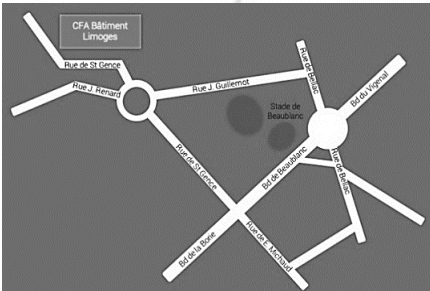 CFA Bâtiment
Limoges
Rue de St Gence
Rue J. Renard
Rue J. Guillemot
Rue de Bellac
Bd du Vigenal
Stade de
Beaublanc
Rue de St Gence
Bd de Beaublanc
Rue de Bellac
Bd de la Borie
Rue de E. Michaud